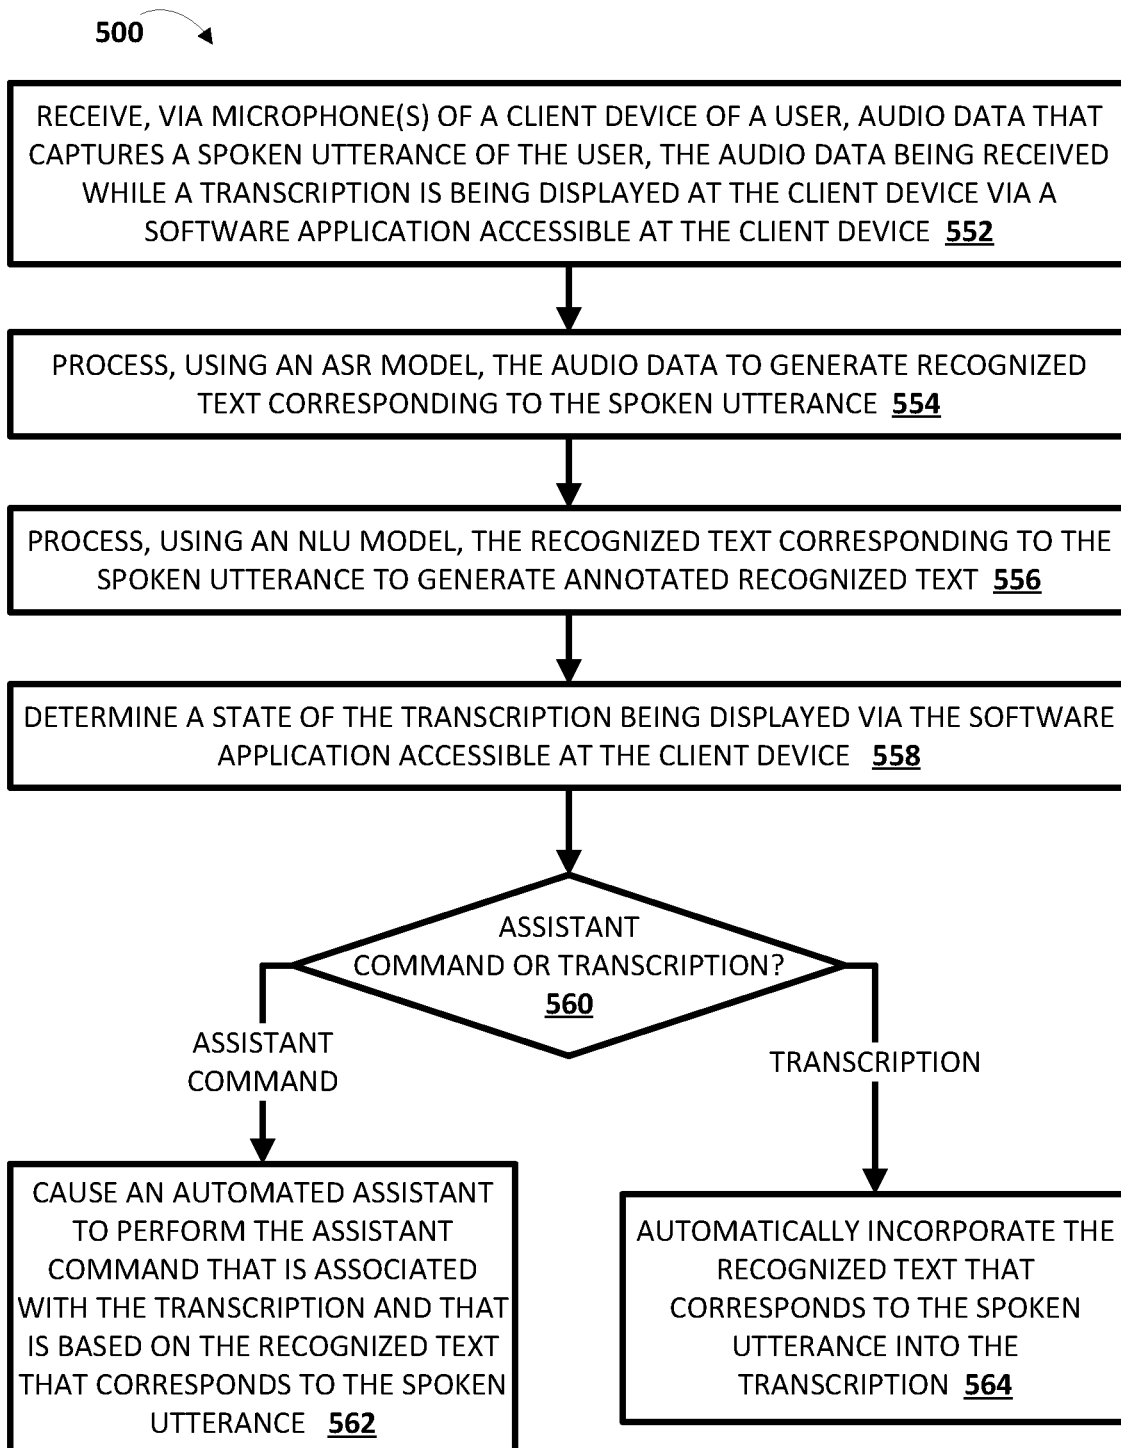 500
RECEIVE, VIA MICROPHONE(S) OF A CLIENT DEVICE OF A USER, AUDIO DATA THAT
CAPTURES A SPOKEN UTTERANCE OF THE USER, THE AUDIO DATA BEING RECEIVED
WHILE A TRANSCRIPTION IS BEING DISPLAYED AT THE CLIENT DEVICE VIA A
SOFTWARE APPLICATION ACCESSIBLE AT THE CLIENT DEVICE 552
PROCESS, USING AN ASR MODEL, THE AUDIO DATA TO GENERATE RECOGNIZED
TEXT CORRESPONDING TO THE SPOKEN UTTERANCE 554
PROCESS, USING AN NLU MODEL, THE RECOGNIZED TEXT CORRESPONDING TO THE
SPOKEN UTTERANCE TO GENERATE ANNOTATED RECOGNIZED TEXT 556
DETERMINE A STATE OF THE TRANSCRIPTION BEING DISPLAYED VIA THE SOFTWARE
APPLICATION ACCESSIBLE AT THE CLIENT DEVICE 558
ASSISTANT
COMMAND OR TRANSCRIPTION?
560
ASSISTANT
COMMAND
TRANSCRIPTION
CAUSE AN AUTOMATED ASSISTANT
TO PERFORM THE ASSISTANT
COMMAND THAT IS ASSOCIATED
WITH THE TRANSCRIPTION AND THAT
IS BASED ON THE RECOGNIZED TEXT
THAT CORRESPONDS TO THE SPOKEN
UTTERANCE 562
AUTOMATICALLY INCORPORATE THE
RECOGNIZED TEXT THAT
CORRESPONDS TO THE SPOKEN
UTTERANCE INTO THE
TRANSCRIPTION 564